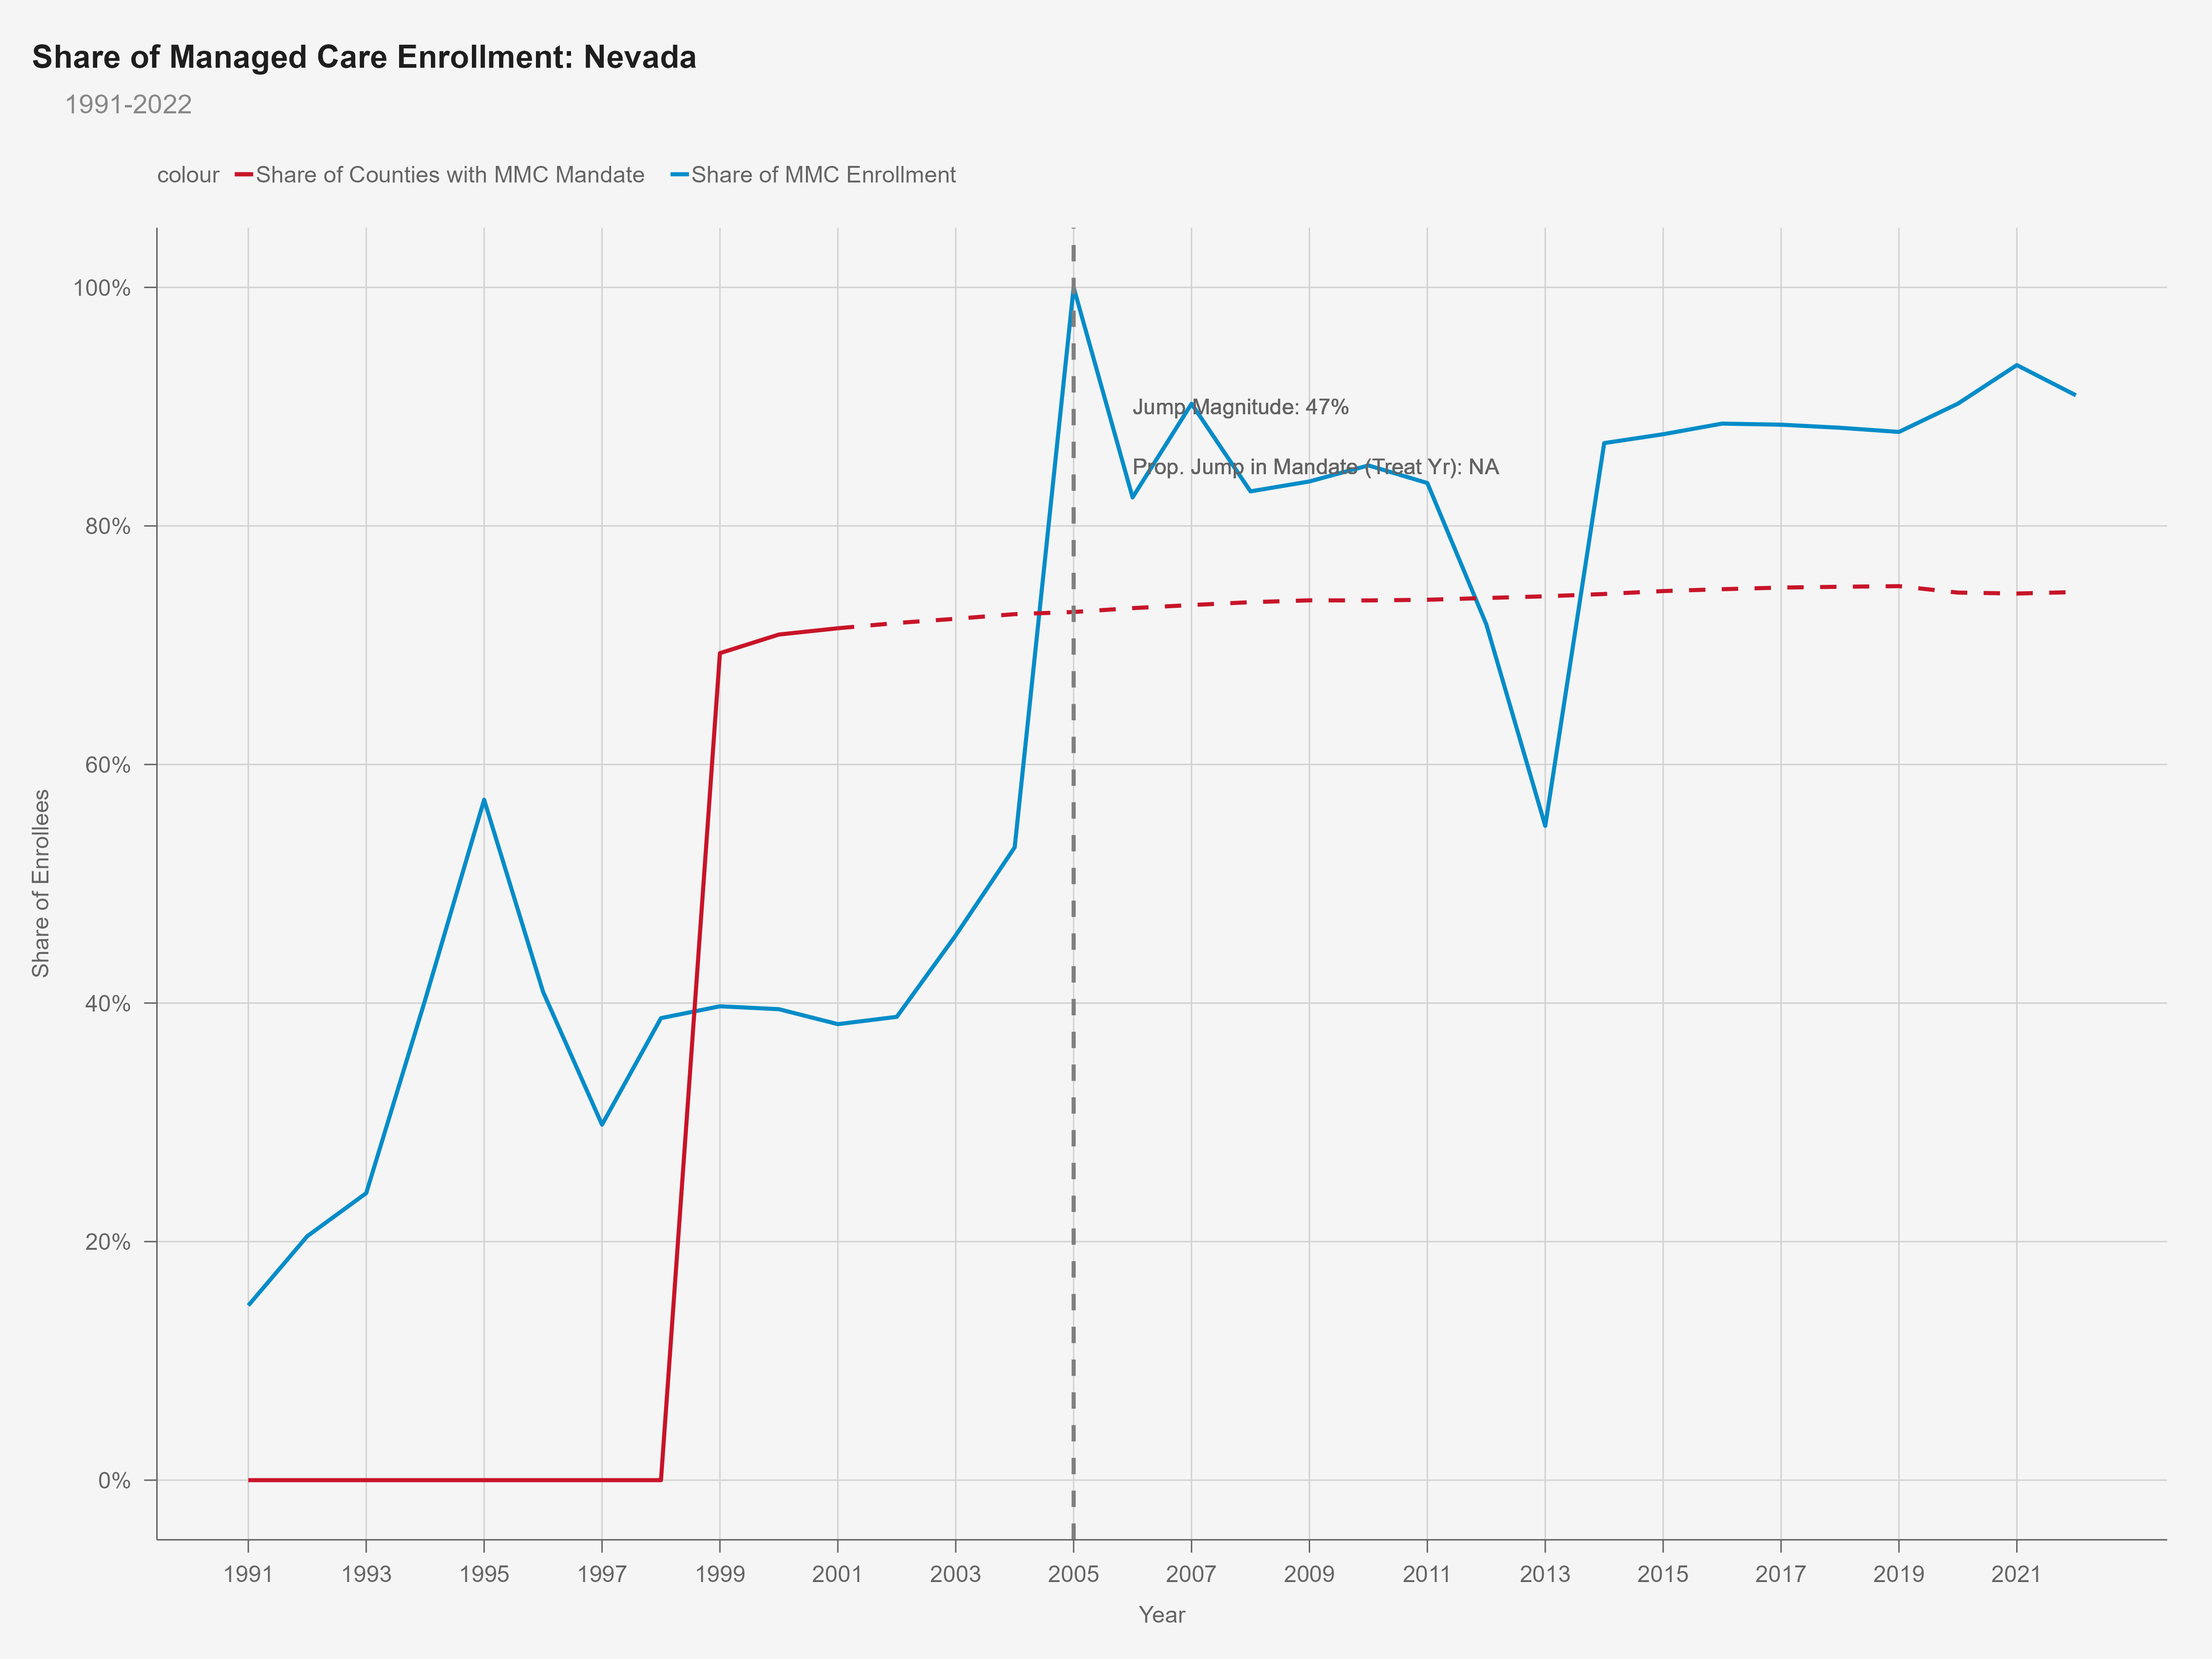 Share of Managed Care Enrollment: Nevada
1991-2022
colour Share of Counties with MMC Mandate Share of MMC Enrollment
100%
80%
60%
40%
20%
0%
Share of Enrollees
Jump Magnitude: 47%
Prop. Jump in Mandate (Treat Yr): NA
1991 1993 1995 1997 1999 2001 2003 2005 2007 2009 2011 2013 2015 2017 2019 2021
Year